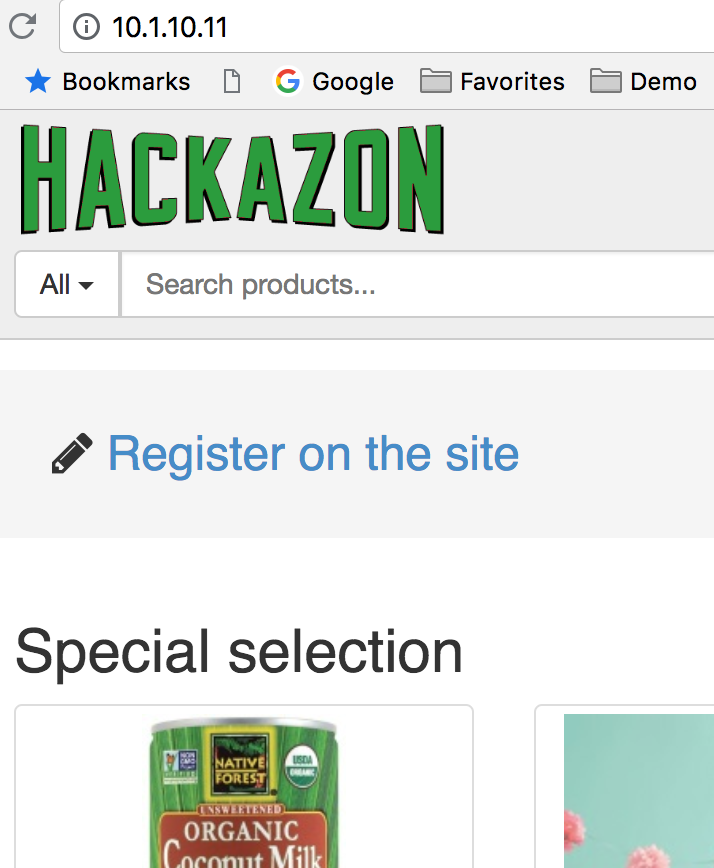 10.1.10.11
Bookmarks Google Favorites Demo
HACKAZON
All Search products...
Register on the site
Special selection
NATIVE
FOREST
USDA
ORGANIC
UNSWEETENED
ORGANIC
Coconut Milk